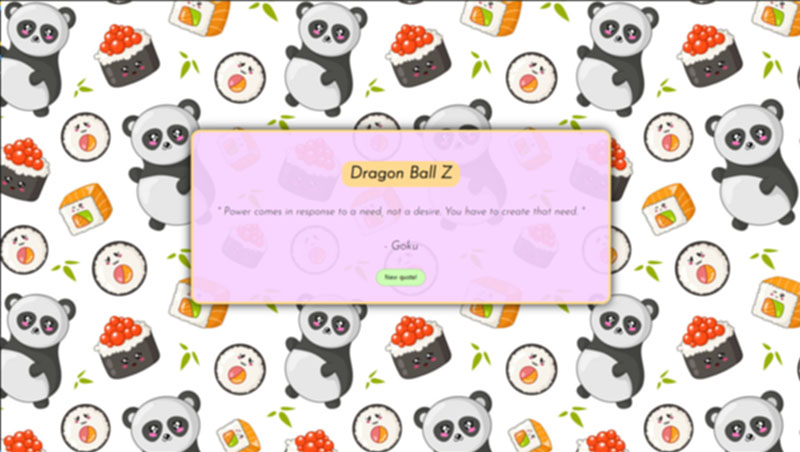 Dragon Ball Z
" Power comes in response to a need, not a desire. You have to create that need. "
- Goku
New quote!